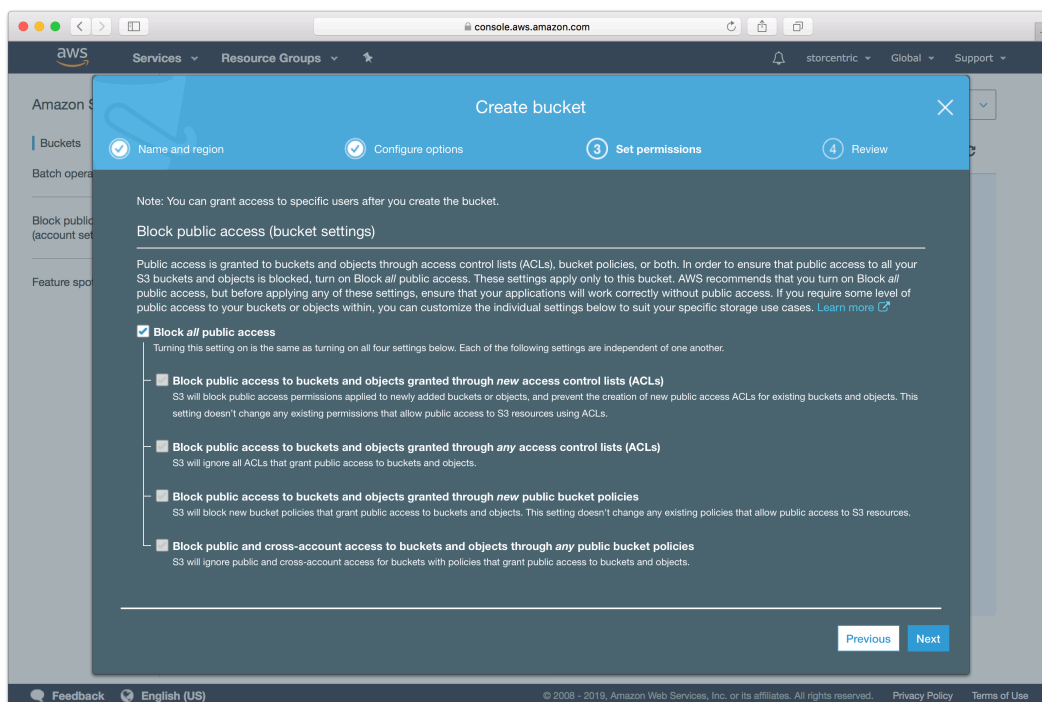 console.aws.amazon.com
aws
Services
Resource Groups
storcentric
Global
Support
Amazon S
Buckets
Batch opera
Block public
(account set
Feature spo
Create bucket
Name and region
Configure options
3 Set permissions
4 Review
Note: You can grant access to specific users after you create the bucket.
Block public access (bucket settings)
Public access is granted to buckets and objects through access control lists (ACLs), bucket policies, or both. In order to ensure that public access to all your
S3 buckets and objects is blocked, turn on Block all public access. These settings apply only to this bucket. AWS recommends that you turn on Block all
public access, but before applying any of these settings, ensure that your applications will work correctly without public access. If you require some level of
public access to your buckets or objects within, you can customize the individual settings below to suit your specific storage use cases. Learn more
Block all public access
Turning this setting on is the same as turning on all four settings below. Each of the following settings are independent of one another.
Block public access to buckets and objects granted through new access control lists (ACLs)
S3 will block public access permissions applied to newly added buckets or objects, and prevent the creation of new public access ACLs for existing buckets and objects. This
setting doesn't change any existing permissions that allow public access to S3 resources using ACLs.
Block public access to buckets and objects granted through any access control lists (ACLs)
S3 will ignore all ACLs that grant public access to buckets and objects.
Block public access to buckets and objects granted through new public bucket policies
S3 will block new bucket policies that grant public access to buckets and objects. This setting doesn't change any existing policies that allow public access to S3 resources.
Block public and cross-account access to buckets and objects through any public bucket policies
S3 will ignore public and cross-account access for buckets with policies that grant public access to buckets and objects.
Previous
Next
Feedback
English (US)
© 2008 - 2019, Amazon Web Services, Inc. or its affiliates. All rights reserved.
Privacy Policy
Terms of Use